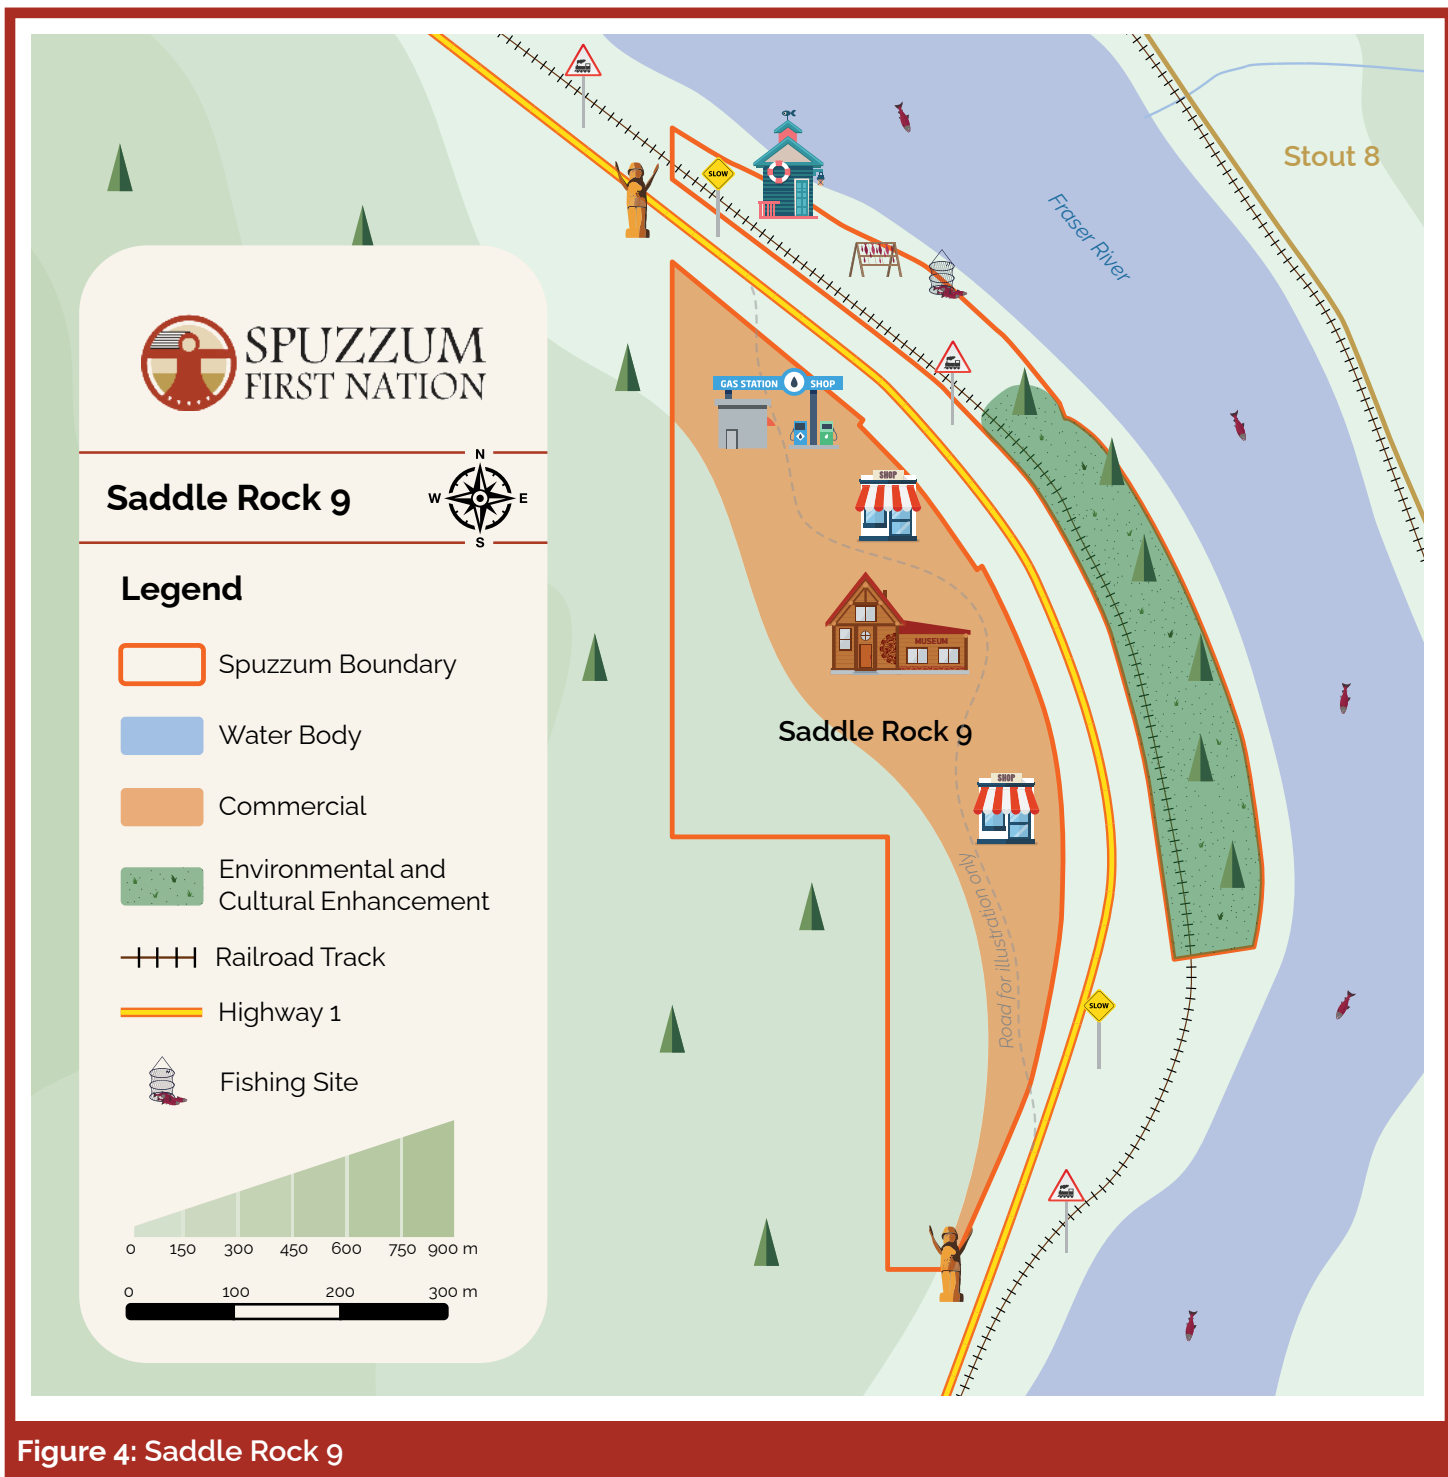 Stout 8
SLOW
Fraser River
SPUZZUM
FIRST NATION
GAS STATION SHOP
N
W E
S
Saddle Rock 9
SHOP
Legend
MUSEUM
Spuzzum Boundary
Water Body
Saddle Rock 9
SHOP
Commercial
Environmental and
Cultural Enhancement
Road for illustration only
Railroad Track
Highway 1
SLOW
Fishing Site
0 150 300 450 600 750 900 m
0 100 200 300 m
Figure 4: Saddle Rock 9